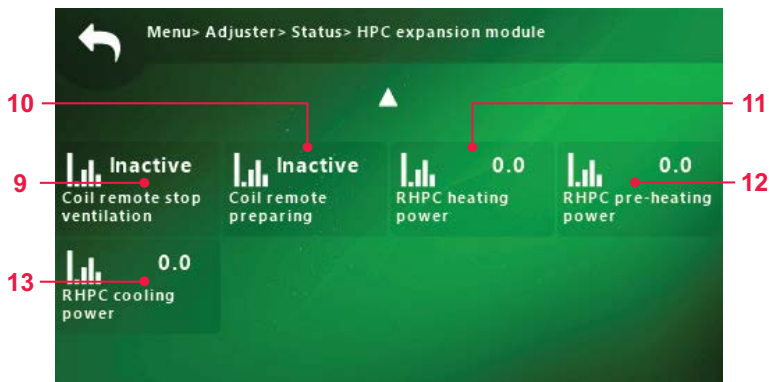 Menu> Adjuster> Status> HPC expansion module
10
11
9
Inactive
Coil remote stop
ventilation
Inactive
Coil remote
preparing
0.0
RHPC heating
power
0.0
RHPC pre-heating
power
12
13
0.0
RHPC cooling
power